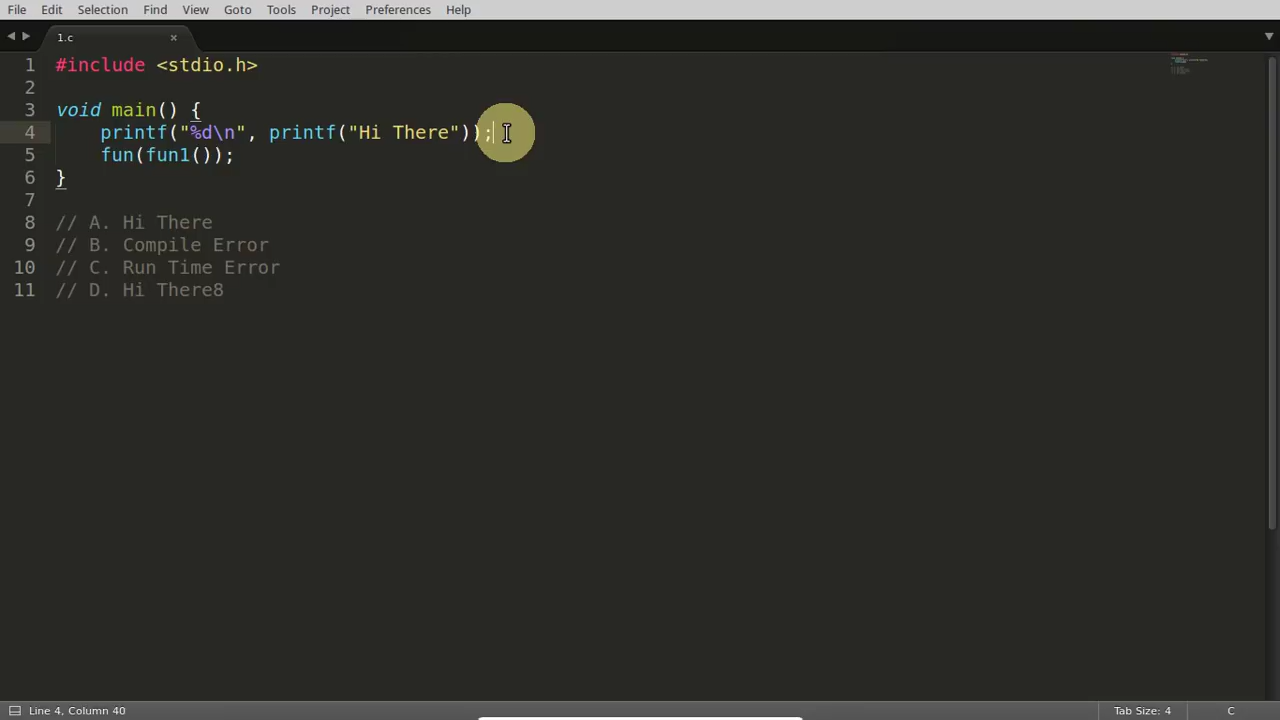 File Edit Selection Find View Goto Tools Project Preferences Help
1.c
1 #include <stdio.h>
2
3 void main() {
4     printf("%d\n", printf("Hi There"));
5     fun(fun1());
6 }
7
8 // A. Hi There
9 // B. Compile Error
10 // C. Run Time Error
11 // D. Hi There8
Line 4, Column 40 Tab Size: 4 C